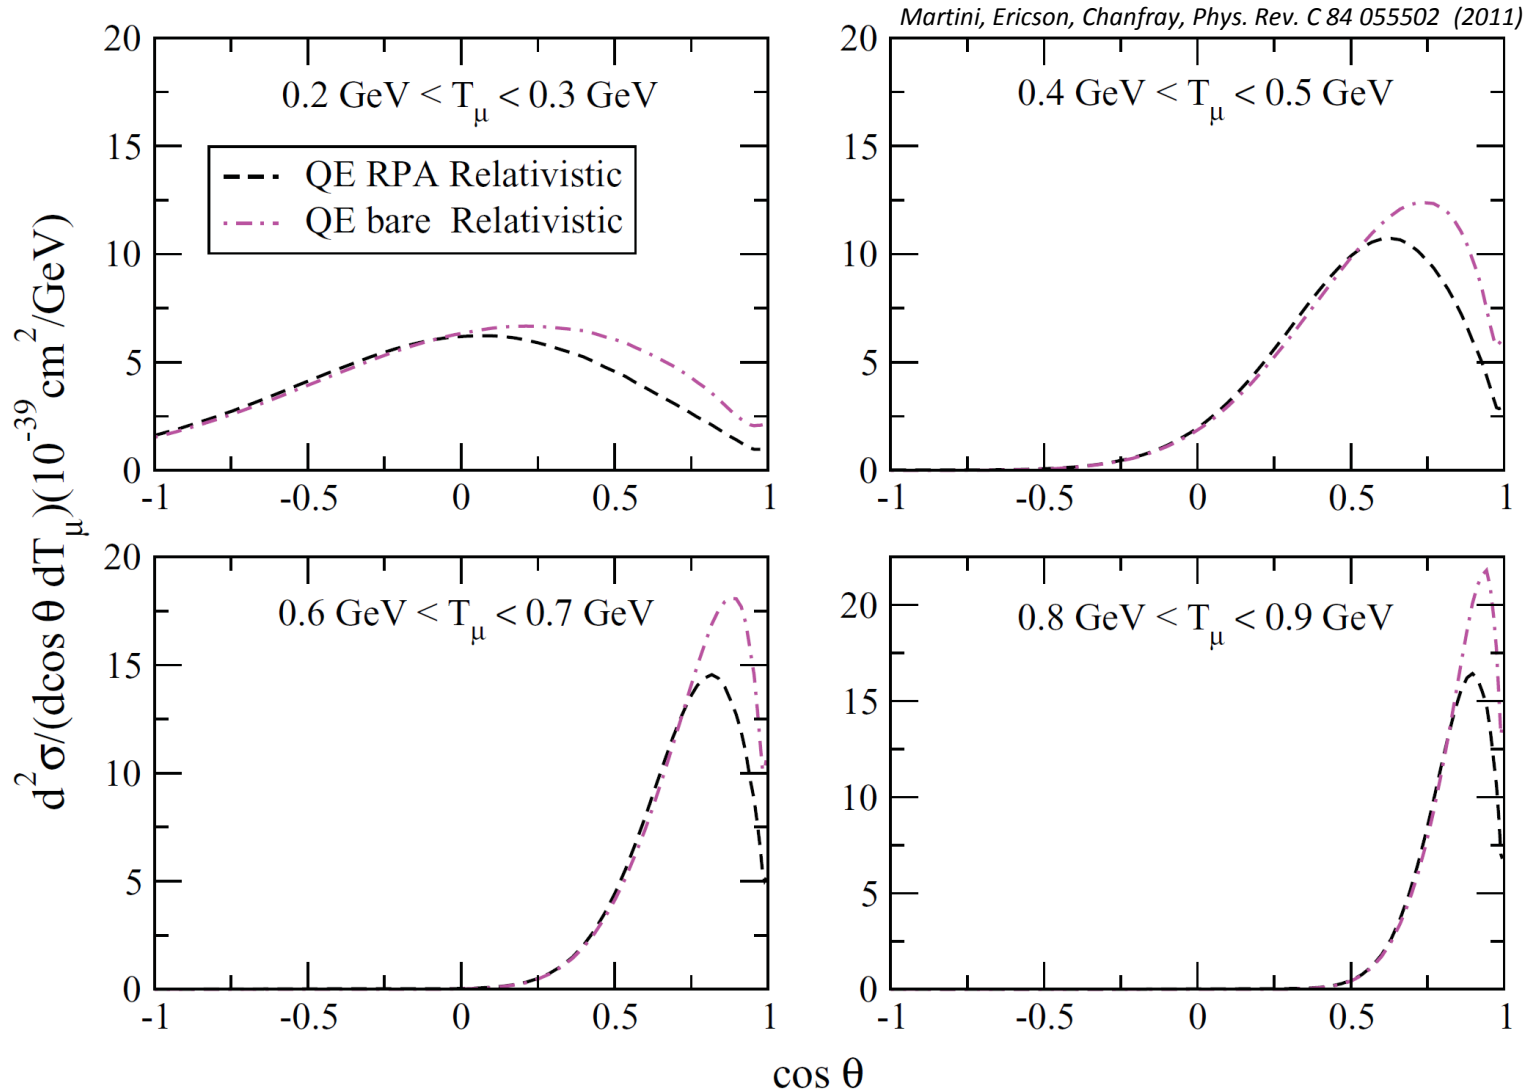 Martini, Ericson, Chanfray, Phys. Rev. C 84 055502 (2011)
20
15
10
5
0
-1 -0.5 0 0.5 1
0.2 GeV < Tμ < 0.3 GeV
QE RPA Relativistic
QE bare Relativistic
20
15
10
5
0
-1 -0.5 0 0.5 1
0.4 GeV < Tμ < 0.5 GeV
20
15
10
5
0
-1 -0.5 0 0.5 1
0.6 GeV < Tμ < 0.7 GeV
20
15
10
5
0
-1 -0.5 0 0.5 1
0.8 GeV < Tμ < 0.9 GeV
d² σ/(dcos θ dTμ)(10⁻³⁹ cm²/GeV)
cos θ